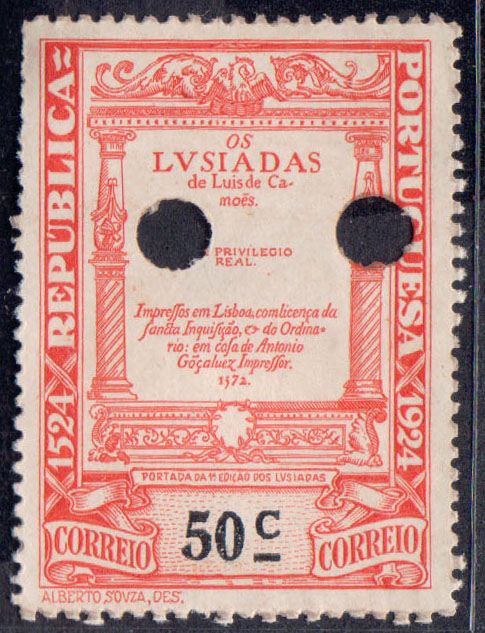 REPUBLICA
PORTUGUESA
1524
1924
OS
LVSIADAS
de Luis de Ca-
moẽs.
PRIVILEGIO
REAL.
Impreſſos em Lisboa, com licença da
ſancta Inquiſição, & do Ordina-
rio: em caſa de Antonio
Gõçaluez Impreſſor.
1572.
PORTADA DA 1ª EDIÇÃO DOS LVSIADAS
CORREIO
50 C
CORREIO
ALBERTO SOVZA, DES.